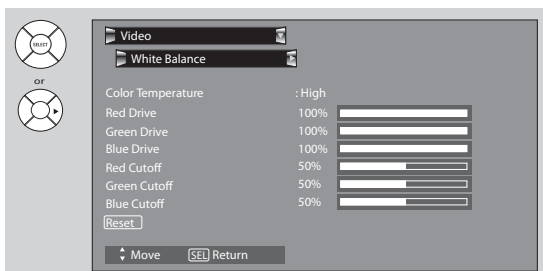 SELECT
or
Video
White Balance
Color Temperature : High
Red Drive 100%
Green Drive 100%
Blue Drive 100%
Red Cutoff 50%
Green Cutoff 50%
Blue Cutoff 50%
Reset
Move SEL Return